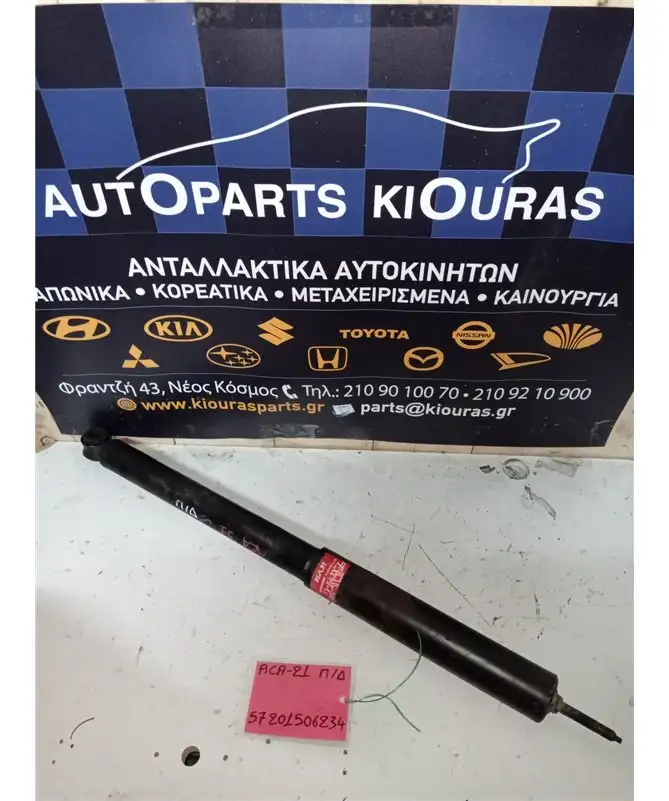 AUTOPARTS KIOURAS
ΑΝΤΑΛΛΑΚΤΙΚΑ ΑΥΤΟΚΙΝΗΤΩΝ
ΑΠΩΝΙΚΑ • ΚΟΡΕΑΤΙΚΑ • ΜΕΤΑΧΕΙΡΙΣΜΕΝΑ • ΚΑΙΝΟΥΡΓΙΑ
KIA TOYOTA NISSAN
Φραντζή 43, Νέος Κόσμος Τηλ.: 210 90 100 70 • 210 92 10 900
www.kiourasparts.gr parts@kiouras.gr
Π/Δ
KYB
ACA-21 Π/Δ
57201506234